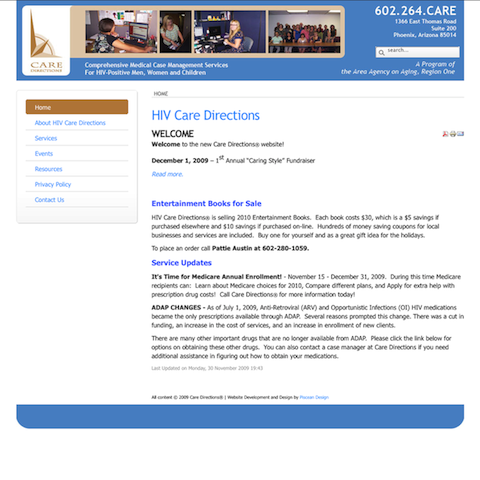 602.264.CARE
1366 East Thomas Road
Suite 200
Phoenix, Arizona 85014
search...
CARE
DIRECTIONS
Comprehensive Medical Case Management Services
For HIV-Positive Men, Women and Children
A Program of
the Area Agency on Aging, Region One
Home
About HIV Care Directions
Services
Events
Resources
Privacy Policy
Contact Us
HOME
HIV Care Directions
WELCOME
Welcome to the new Care Directions® website!
December 1, 2009 – 1st Annual "Caring Style" Fundraiser
Read more.
Entertainment Books for Sale
HIV Care Directions® is selling 2010 Entertainment Books. Each book costs $30, which is a $5 savings if
purchased elsewhere and $10 savings if purchased on-line. Hundreds of money saving coupons for local
businesses and services are included. Buy one for yourself and as a great gift idea for the holidays.
To place an order call Pattie Austin at 602-280-1059.
Service Updates
It's Time for Medicare Annual Enrollment! - November 15 - December 31, 2009. During this time Medicare
recipients can: Learn about Medicare choices for 2010, Compare different plans, and Apply for extra help with
prescription drug costs! Call Care Directions® for more information today!
ADAP CHANGES - As of July 1, 2009, Anti-Retroviral (ARV) and Opportunistic Infections (OI) HIV medications
became the only prescriptions available through ADAP. Several reasons prompted this change. There was a cut in
funding, an increase in the cost of services, and an increase in enrollment of new clients.
There are many other important drugs that are no longer available from ADAP. Please click the link below for
options on obtaining these other drugs. You can also contact a case manager at Care Directions if you need
additional assistance in figuring out how to obtain your medications.
Last Updated on Monday, 30 November 2009 19:43
All content © 2009 Care Directions® | Website Development and Design by Plexsan Design